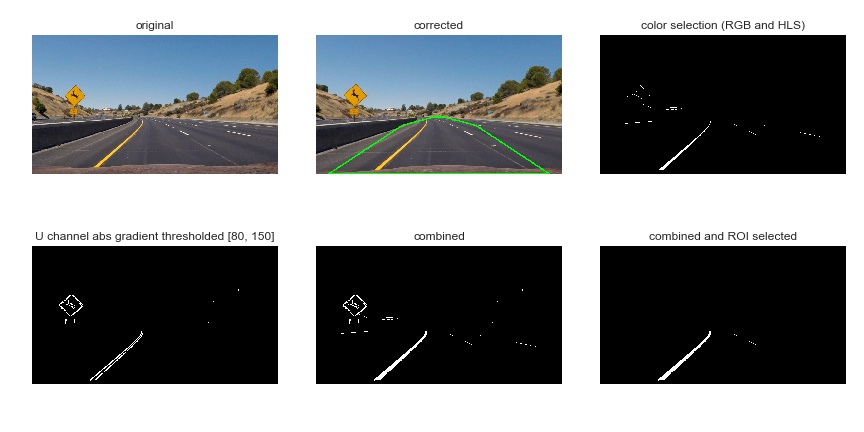 original
corrected
color selection (RGB and HLS)
U channel abs gradient thresholded [80, 150]
combined
combined and ROI selected